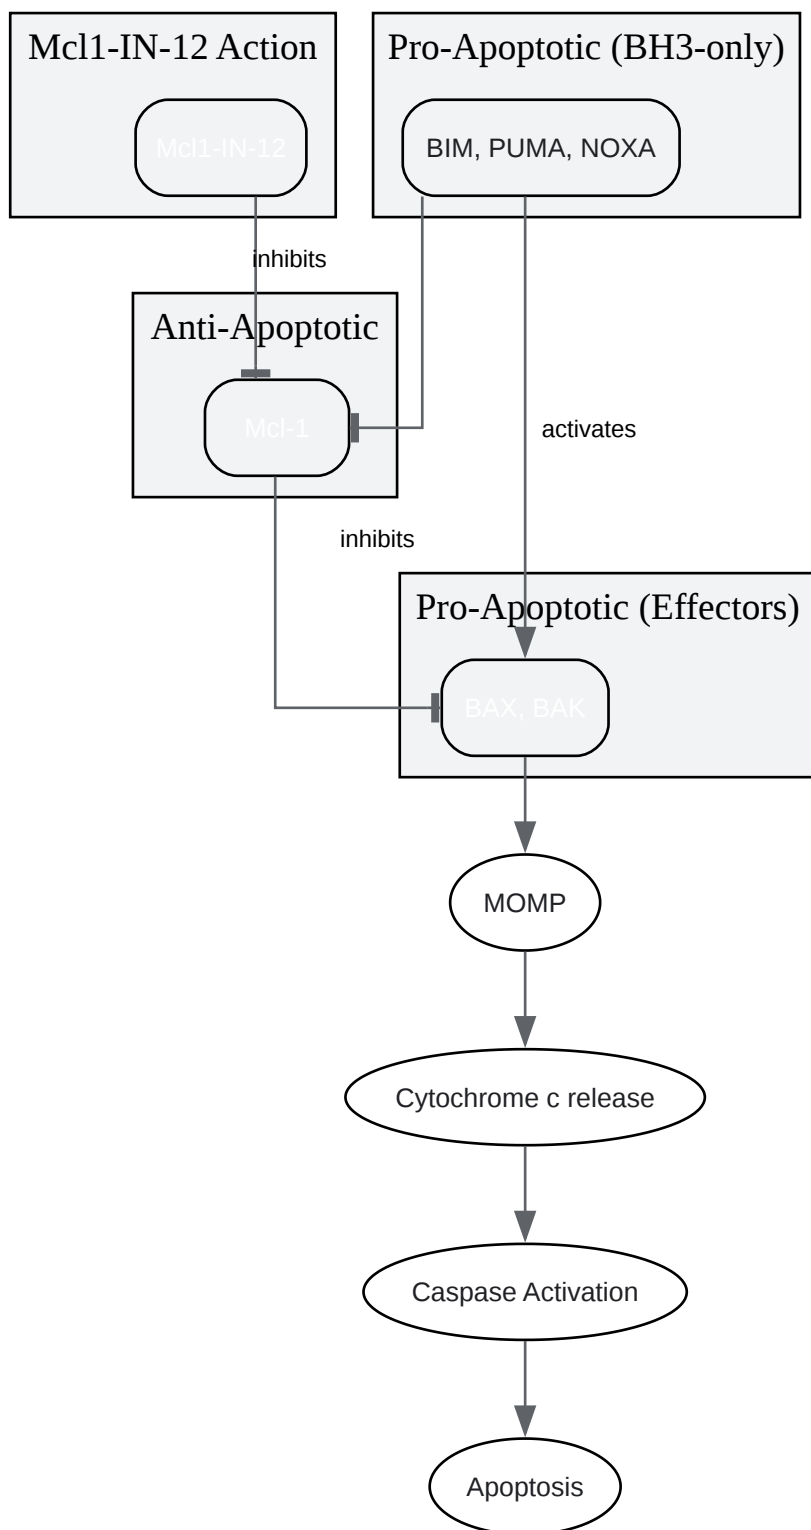 Mcl1-IN-12 Action
Pro-Apoptotic (BH3-only)
Mcl1-IN-12
BIM, PUMA, NOXA
inhibits
Anti-Apoptotic
Mcl-1
activates
inhibits
Pro-Apoptotic (Effectors)
BAX, BAK
MOMP
Cytochrome c release
Caspase Activation
Apoptosis